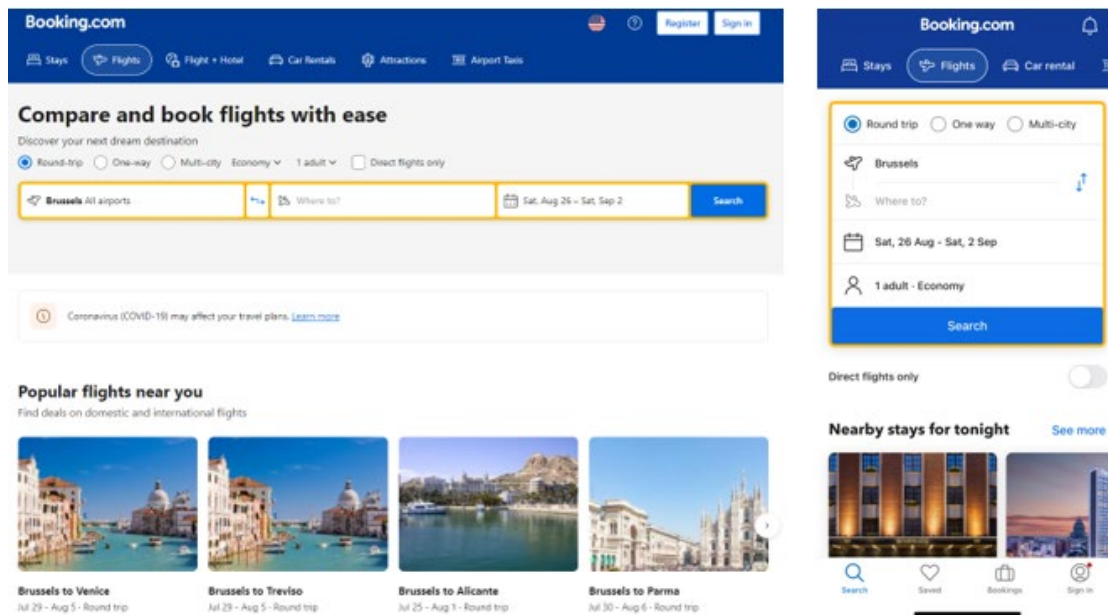 Booking.com
Register
Sign in
Stays
Flights
Flight + Hotel
Car Rentals
Attractions
Airport Taxis
Compare and book flights with ease
Discover your next dream destination
Round-trip One-way Multi-city Economy 1 adult Direct flights only
Brussels All airports
Where to?
Sat, Aug 26 – Sat, Sep 2
Search
Coronavirus (COVID-19) may affect your travel plans. Learn more
Popular flights near you
Find deals on domestic and international flights
Brussels to Venice
Jul 29 - Aug 5 · Round trip
Brussels to Treviso
Jul 29 - Aug 5 · Round trip
Brussels to Alicante
Jul 25 - Aug 1 · Round trip
Brussels to Parma
Jul 30 - Aug 6 · Round trip
Booking.com
Stays
Flights
Car rental
Round trip One way Multi-city
Brussels
Where to?
Sat, 26 Aug - Sat, 2 Sep
1 adult · Economy
Search
Direct flights only
Nearby stays for tonight
See more
Search
Saved
Bookings
Sign in